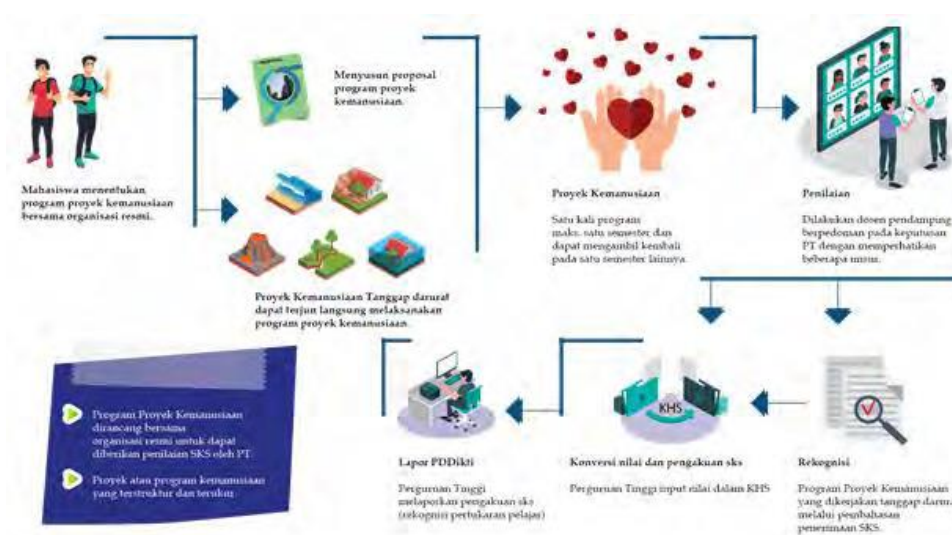 Mahasiswa menentukan
program proyek kemanusiaan
bersama organisasi resmi.
Menyusun proposal
program proyek
kemanusiaan.
Proyek Kemanusiaan Tanggap darurat
dapat terjun langsung melaksanakan
program proyek kemanusiaan.
Proyek Kemanusiaan
Satu kali program
maks. satu semester dan
dapat mengambil kembali
pada satu semester lainnya.
Penilaian
Dilakukan dosen pendamping
berpedoman pada keputusan
PT dengan memperhatikan
beberapa unsur.
Program Proyek Kemanusiaan
dirancang bersama
organisasi resmi untuk dapat
diberikan penilaian SKS oleh PT.
Proyek atau program kemanusiaan
yang terstruktur dan terukur
Lapor PDDikti
Perguruan Tinggi
melaporkan pengakuan sks
(rekognisi pertukaran pelajar)
KHS
Konversi nilai dan pengakuan sks
Perguruan Tinggi input nilai dalam KHS
Rekognisi
Program Proyek Kemanusiaan
yang dikerjakan tanggap darura
melalui pembahasan
penerimaan SKS.